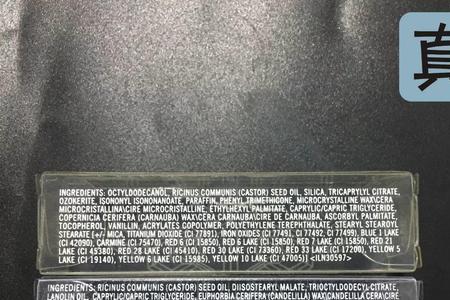 真
INGREDIENTS: OCTYLDODECANOL, RICINUS COMMUNIS (CASTOR) SEED OIL, SILICA, TRICAPRYLYL CITRATE,
OZOKERITE, ISONONYL ISONONANOATE, PARAFFIN, PHENYL TRIMETHICONE, MICROCRYSTALLINE WAX\CERA
MICROCRISTALLINA\CIRE MICROCRISTALLINE, ETHYLHEXYL PALMITATE, CAPRYLIC/CAPRIC TRIGLYCERIDE,
COPERNICIA CERIFERA (CARNAUBA) WAX\CERA CARNAUBA\CIRE DE CARNAUBA, ASCORBYL PALMITATE,
TOCOPHEROL, VANILLIN, ACRYLATES COPOLYMER, POLYETHYLENE TEREPHTHALATE, STEARYL STEAROYL
STEARATE, [+/- MICA, TITANIUM DIOXIDE (CI 77891), IRON OXIDES (CI 77491, CI 77492, CI 77499), BLUE 1 LAKE
(CI 42090), CARMINE (CI 75470), RED 6 (CI 15850), RED 6 LAKE (CI 15850), RED 7 LAKE (CI 15850), RED 21
LAKE (CI 45380), RED 28 LAKE (CI 45410), RED 30 LAKE (CI 73360), RED 33 LAKE (CI 17200), YELLOW 5
LAKE (CI 19140), YELLOW 6 LAKE (CI 15985), YELLOW 10 LAKE (CI 47005)] <ILN30597>
INGREDIENTS: RICINUS COMMUNIS (CASTOR) SEED OIL, DIISOSTEARYL MALATE, TRIOCTYLDODECYL CITRATE,
LANOLIN OIL, CAPRYLIC/CAPRIC TRIGLYCERIDE, EUPHORBIA CERIFERA (CANDELILLA) WAX\CANDELILLA CERA\CIRE